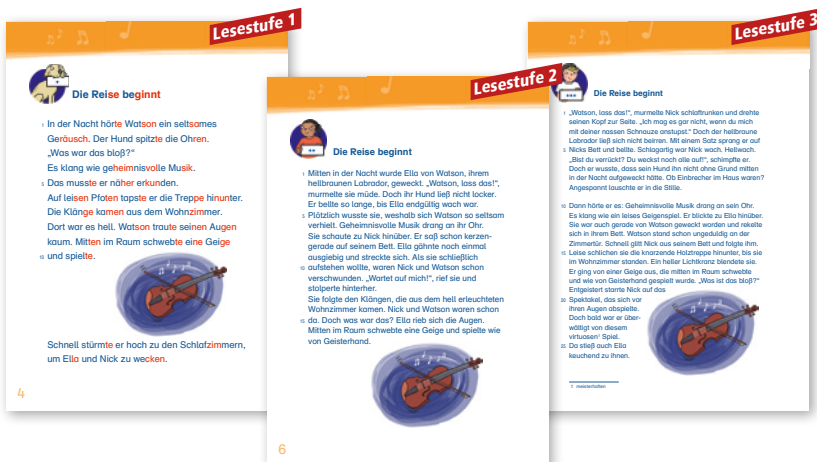 Lesestufe 1
Die Reise beginnt
1 In der Nacht hörte Watson ein seltsames
Geräusch. Der Hund spitzte die Ohren.
„Was war das bloß?“
Es klang wie geheimnisvolle Musik.
5 Das musste er näher erkunden.
Auf leisen Pfoten tapste er die Treppe hinunter.
Die Klänge kamen aus dem Wohnzimmer.
Dort war es hell. Watson traute seinen Augen
kaum. Mitten im Raum schwebte eine Geige
10 und spielte.
Schnell stürmte er hoch zu den Schlafzimmern,
um Ella und Nick zu wecken.
4
Lesestufe 2
Die Reise beginnt
1 Mitten in der Nacht wurde Ella von Watson, ihrem
hellbraunen Labrador, geweckt. „Watson, lass das!“,
murmelte sie müde. Doch ihr Hund ließ nicht locker.
Er bellte so lange, bis Ella endgültig wach war.
5 Plötzlich wusste sie, weshalb sich Watson so seltsam
verhielt. Geheimnisvolle Musik drang an ihr Ohr.
Sie schaute zu Nick hinüber. Er saß schon kerzen-
gerade auf seinem Bett. Ella gähnte noch einmal
ausgiebig und streckte sich. Als sie schließlich
10 aufstehen wollte, waren Nick und Watson schon
verschwunden. „Wartet auf mich!“, rief sie und
stolperte hinterher.
Sie folgte den Klängen, die aus dem hell erleuchteten
Wohnzimmer kamen. Nick und Watson waren schon
15 da. Doch was war das? Ella rieb sich die Augen.
Mitten im Raum schwebte eine Geige und spielte wie
von Geisterhand.
6
Lesestufe 3
Die Reise beginnt
1 „Watson, lass das!“, murmelte Nick schlaftrunken und drehte
seinen Kopf zur Seite. „Ich mag es gar nicht, wenn du mich
mit deiner nassen Schnauze anstupst.“ Doch der hellbraune
Labrador ließ sich nicht beirren. Mit einem Satz sprang er auf
5 Nicks Bett und bellte. Schlagartig war Nick wach. Hellwach.
„Bist du verrückt? Du weckst noch alle auf!“, schimpfte er.
Doch er wusste, dass sein Hund ihn nicht ohne Grund mitten
in der Nacht aufgeweckt hätte. Ob Einbrecher im Haus waren?
Angespannt lauschte er in die Stille.
10 Dann hörte er es: Geheimnisvolle Musik drang an sein Ohr.
Es klang wie ein leises Geigenspiel. Er blickte zu Ella hinüber.
Sie war auch gerade von Watson geweckt worden und rekelte
sich in ihrem Bett. Watson stand schon ungeduldig an der
Zimmertür. Schnell glitt Nick aus seinem Bett und folgte ihm.
15 Leise schlichen sie die knarzende Holztreppe hinunter, bis sie
im Wohnzimmer standen. Ein heller Lichtkranz blendete sie.
Er ging von einer Geige aus, die mitten im Raum schwebte
und wie von Geisterhand gespielt wurde. „Was ist das bloß?“
Entgeistert starrte Nick auf das
20 Spektakel, das sich vor
ihren Augen abspielte.
Doch bald war er über-
wältigt von diesem
virtuosen¹ Spiel.
25 Da stieß auch Ella
keuchend zu ihnen.
1 meisterhaften